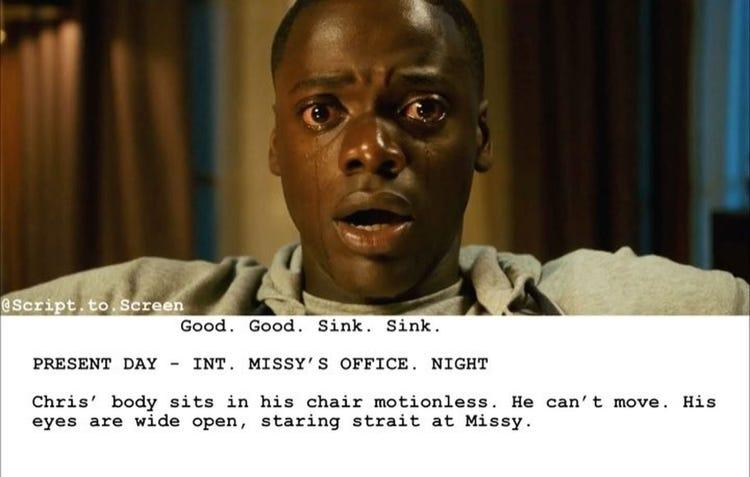 @Script.to.Screen
Good. Good. Sink. Sink.
PRESENT DAY - INT. MISSY'S OFFICE. NIGHT
Chris' body sits in his chair motionless. He can't move. His
eyes are wide open, staring strait at Missy.